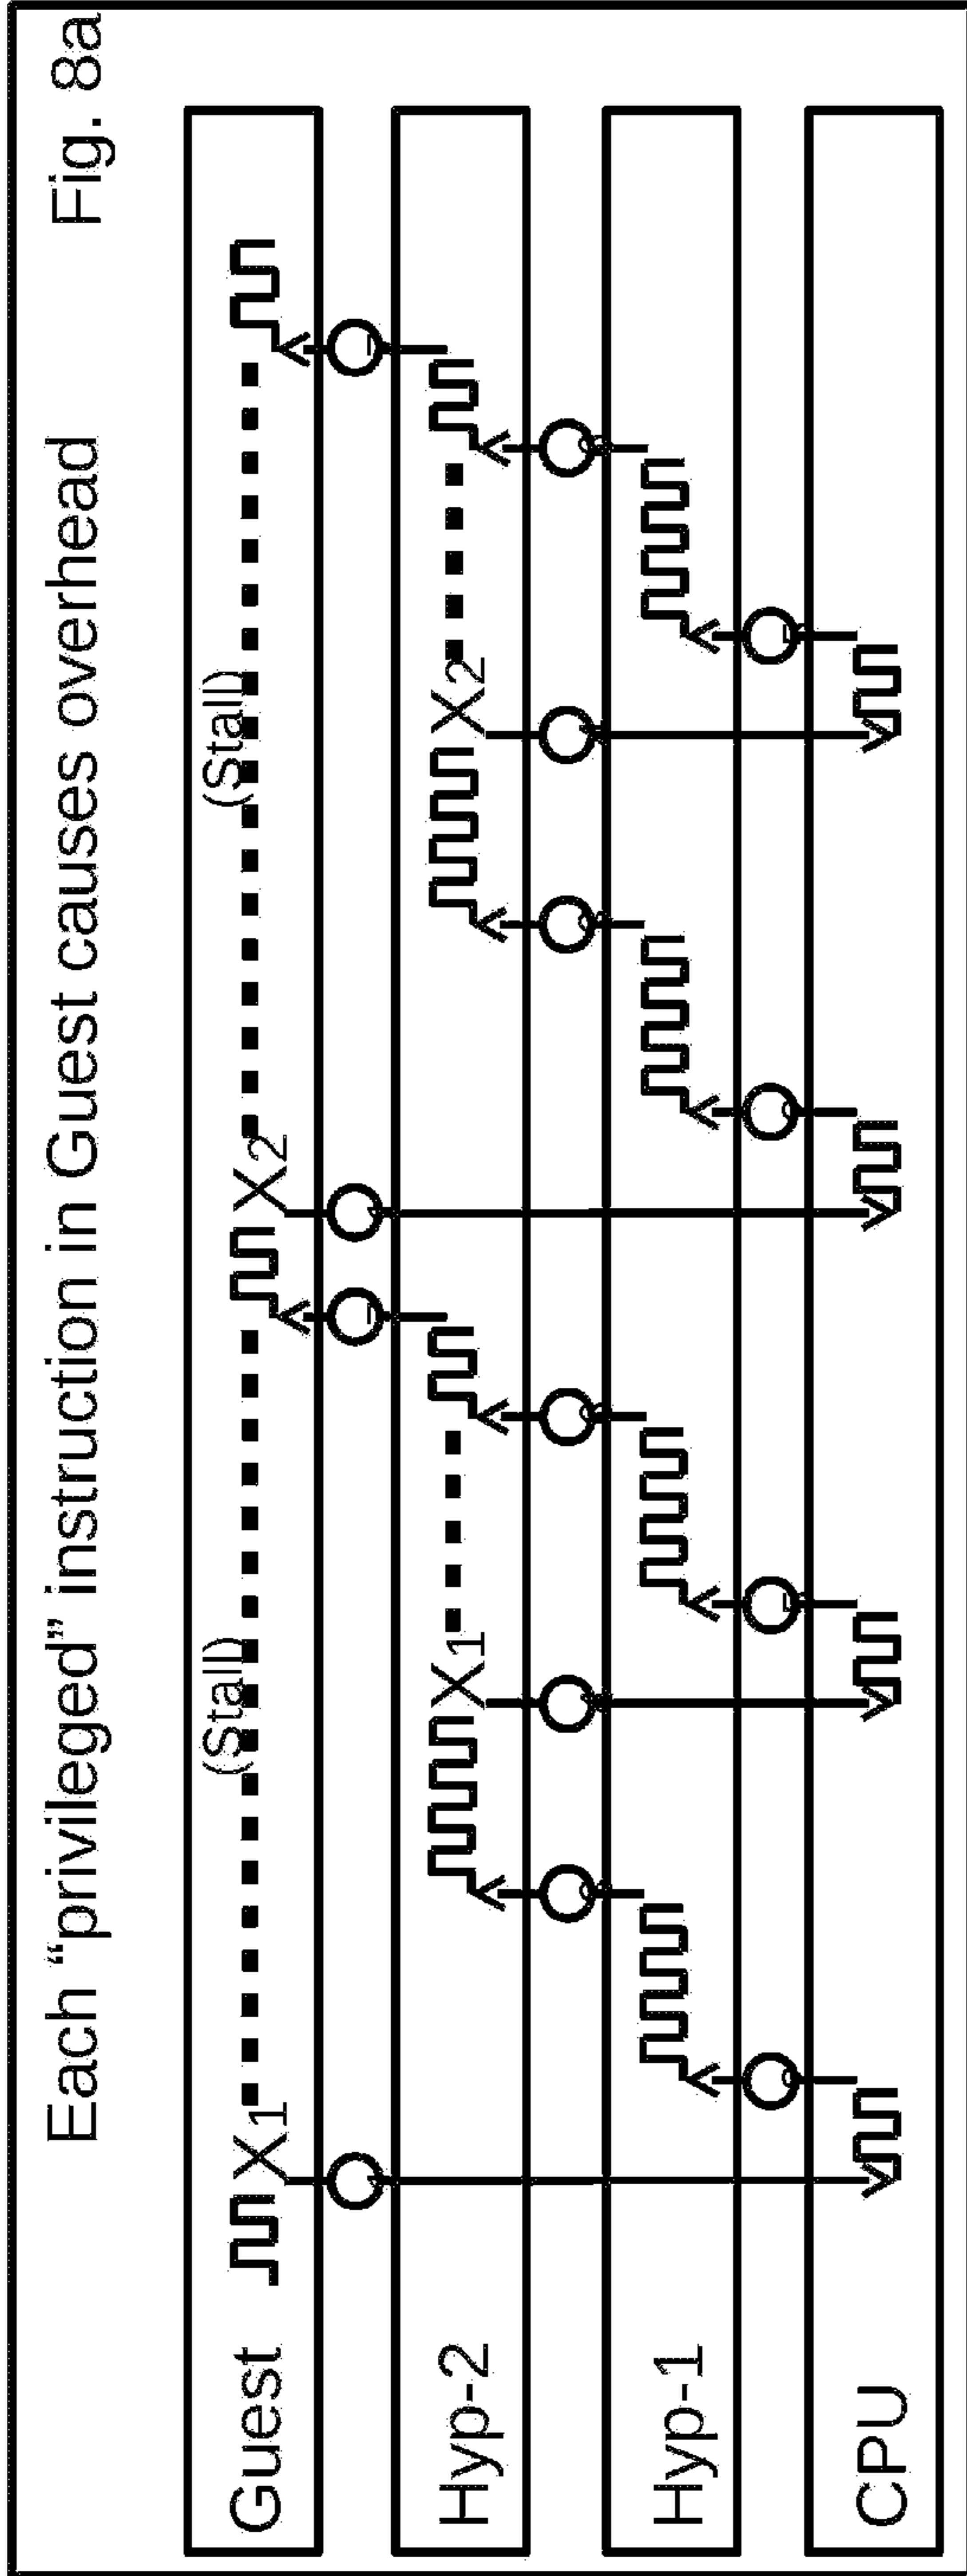 Each “privileged” instruction in Guest causes overhead
Fig. 8a
Guest
X1
(Stall)
X2
(Stall)
Hyp-2
X1
X2
Hyp-1
CPU